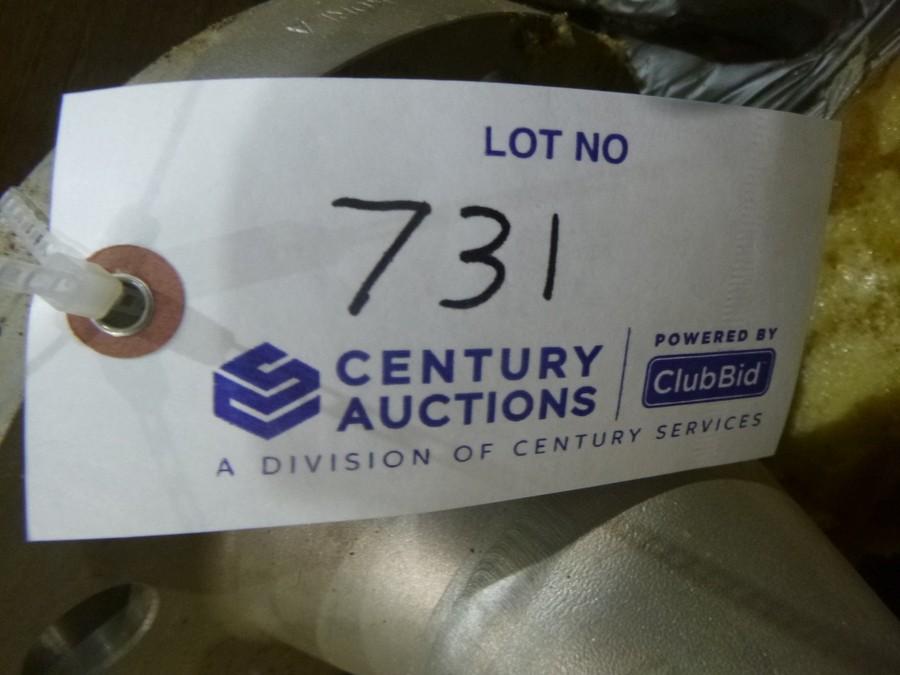 LOT NO
731
CENTURY
AUCTIONS
POWERED BY
ClubBid
A DIVISION OF CENTURY SERVICES